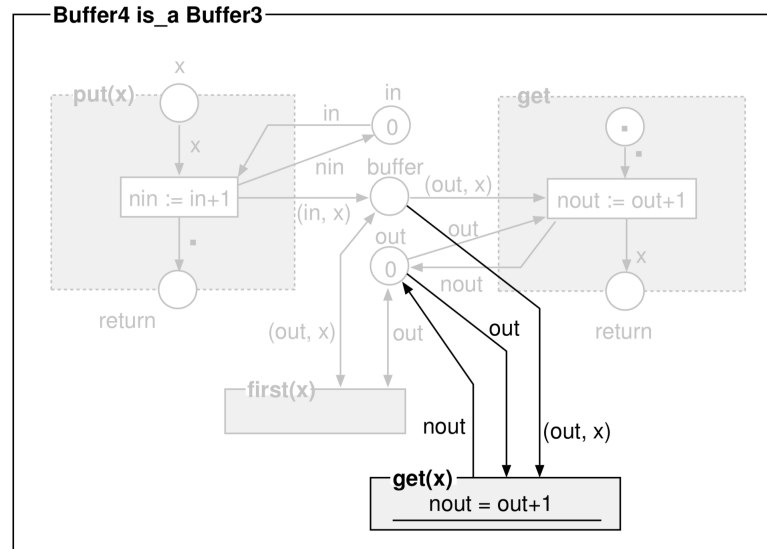 Buffer4 is_a Buffer3
x
put(x)
in
in
0
get
x
nin
buffer
nin := in+1
(in, x)
(out, x)
nout := out+1
out
out
0
nout
x
return
(out, x)
out
out
return
first(x)
nout
(out, x)
get(x)
nout = out+1